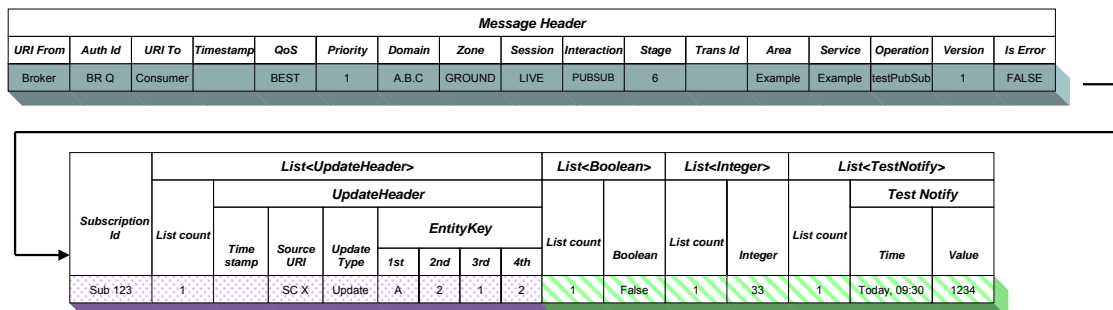 Message Header
URI From Auth Id URI To Timestamp QoS Priority Domain Zone Session Interaction Stage Trans Id Area Service Operation Version Is Error
Broker BR Q Consumer BEST 1 A.B.C GROUND LIVE PUBSUB 6 Example Example testPubSub 1 FALSE
List<UpdateHeader> List<Boolean> List<Integer> List<TestNotify>
UpdateHeader Test Notify
Subscription Id List count Time stamp Source URI Update Type EntityKey List count Boolean List count Integer List count Time Value
1st 2nd 3rd 4th
Sub 123 1 SC X Update A 2 1 2 1 False 1 33 1 Today, 09:30 1234